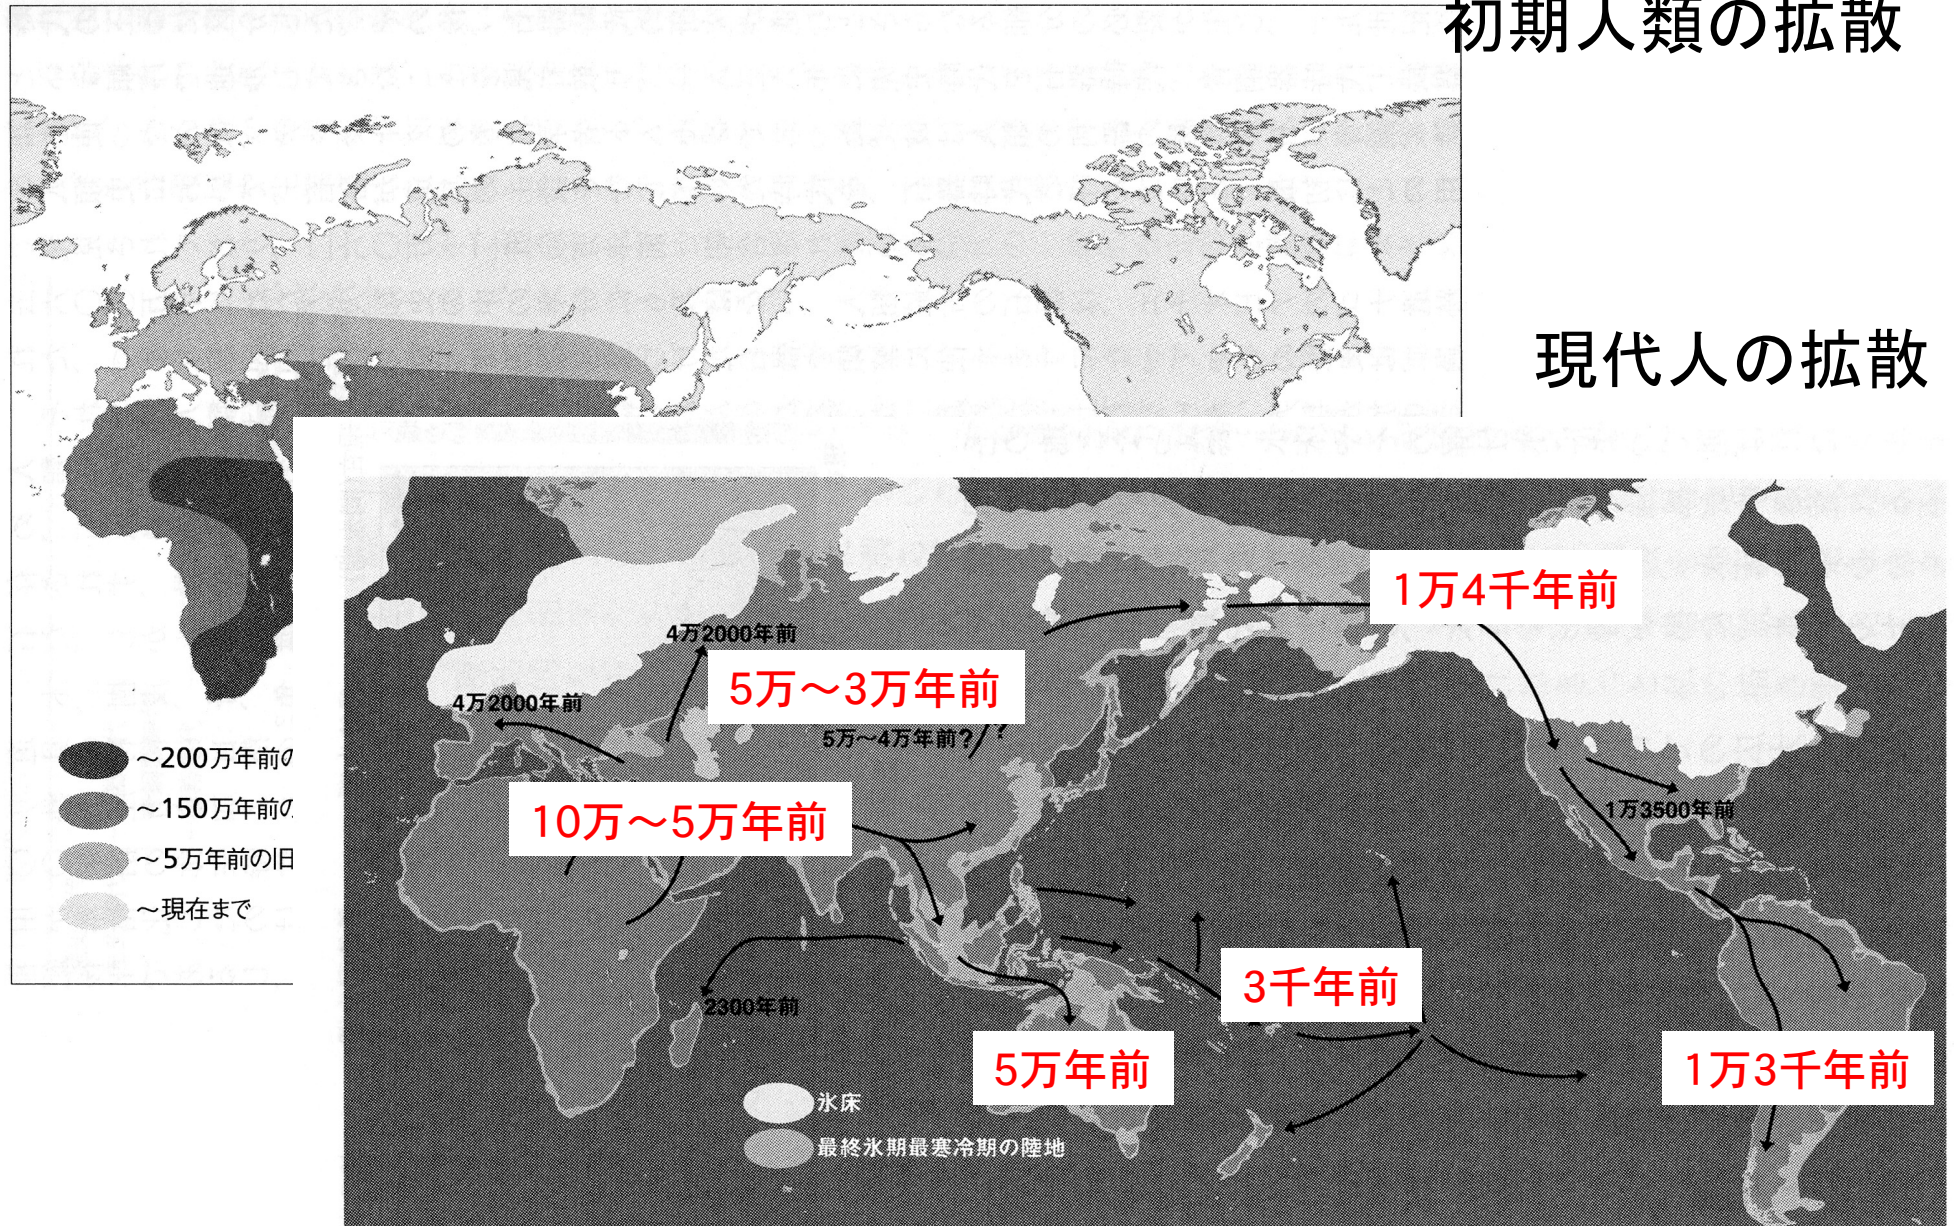 初期人類の拡散
現代人の拡散
～200万年前の
～150万年前の
～5万年前の旧
～現在まで
1万4千年前
4万2000年前
5万～3万年前
4万2000年前
5万～4万年前？
？
10万～5万年前
1万3500年前
3千年前
2300年前
5万年前
1万3千年前
氷床
最終氷期最寒冷期の陸地